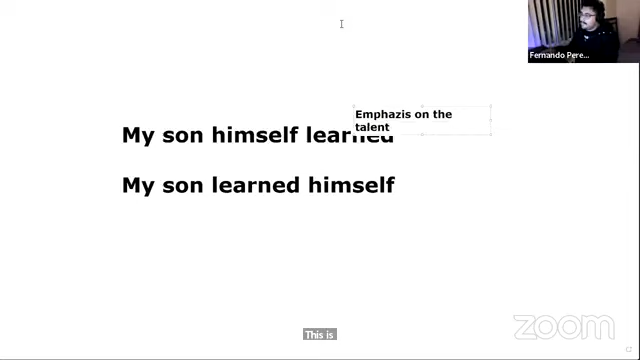 Fernando Pere...
Emphazis on the
talent
My son himself learned
My son learned himself
This is
zoom